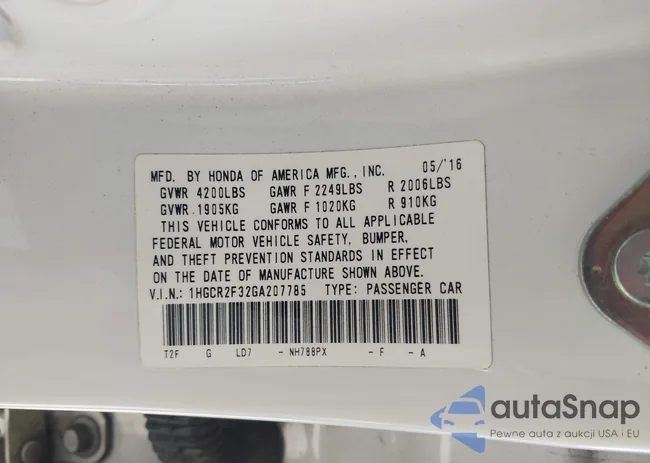 MFD. BY HONDA OF AMERICA MFG., INC. 05/'16
GVWR 4200LBS GAWR F 2249LBS R 2006LBS
GVWR 1905KG GAWR F 1020KG R 910KG
THIS VEHICLE CONFORMS TO ALL APPLICABLE
FEDERAL MOTOR VEHICLE SAFETY, BUMPER,
AND THEFT PREVENTION STANDARDS IN EFFECT
ON THE DATE OF MANUFACTURE SHOWN ABOVE.
V.I.N.: 1HGCR2F32GA207785 TYPE: PASSENGER CAR
T2F G LD7 - NH788PX - F - A
autaSnap
Pewne auta z aukcji USA i EU